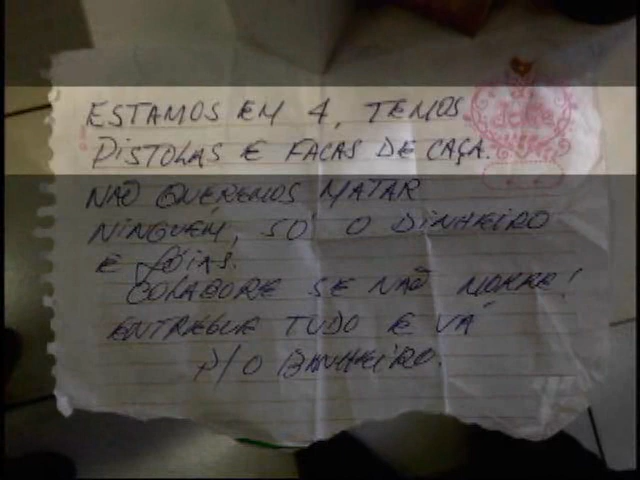 ESTAMOS EM 4, TEMOS
PISTOLAS E FACAS DE CAÇA.
NÃO QUEREMOS MATAR
NINGUEM, SÓ O DINHEIRO
E JÓIAS.
COLABORE SE NÃO MORRE!
ENTREGUE TUDO E VÁ
P/ O BANHEIRO.